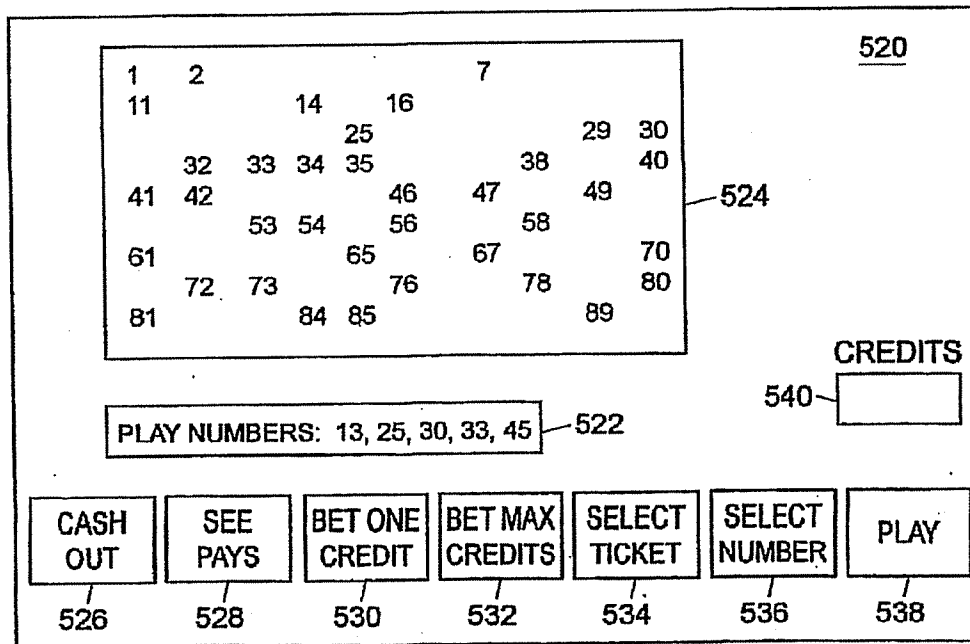 520
1 2 7
11 14 16
25 29 30
32 33 34 35 38 40
41 42 46 47 49
524
53 54 56 58
61 65 67 70
72 73 76 78 80
81 84 85 89
CREDITS
540
PLAY NUMBERS: 13, 25, 30, 33, 45
522
CASH OUT
SEE PAYS
BET ONE CREDIT
BET MAX CREDITS
SELECT TICKET
SELECT NUMBER
PLAY
526 528 530 532 534 536 538